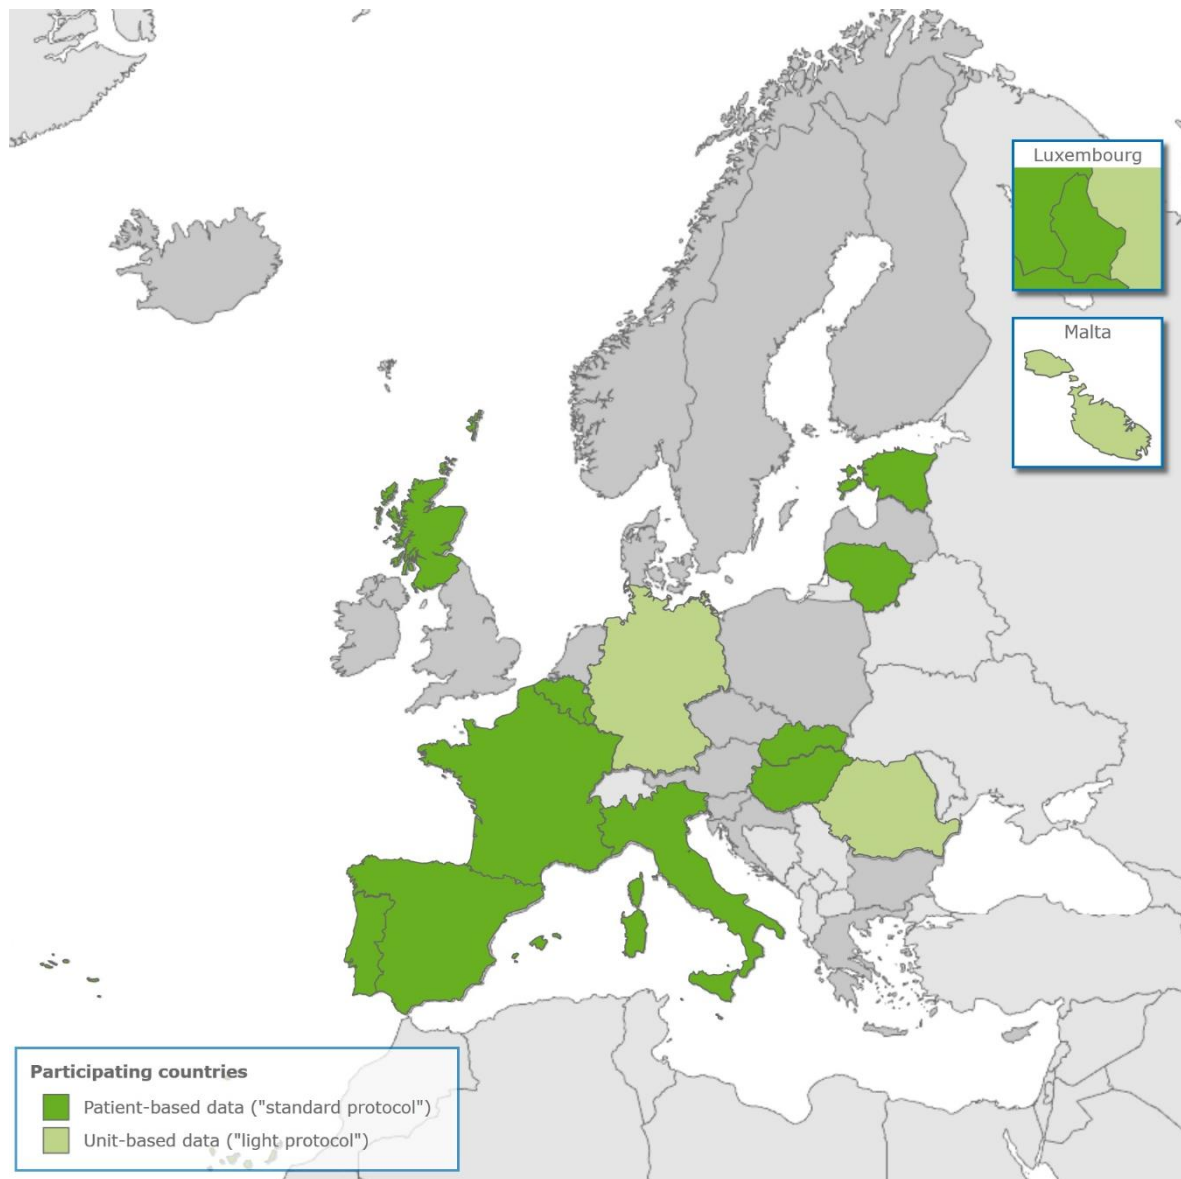 Luxembourg
Malta
Participating countries
Patient-based data ("standard protocol")
Unit-based data ("light protocol")